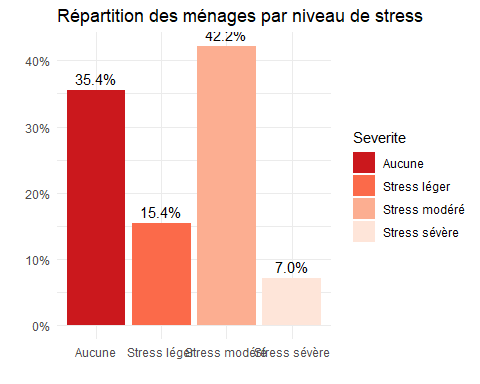 Répartition des ménages par niveau de stress
42.2%
40%
35.4%
30%
20%
15.4%
10%
7.0%
0%
Aucune Stress léger Stress modéré Stress sévère
Severite
Aucune
Stress léger
Stress modéré
Stress sévère